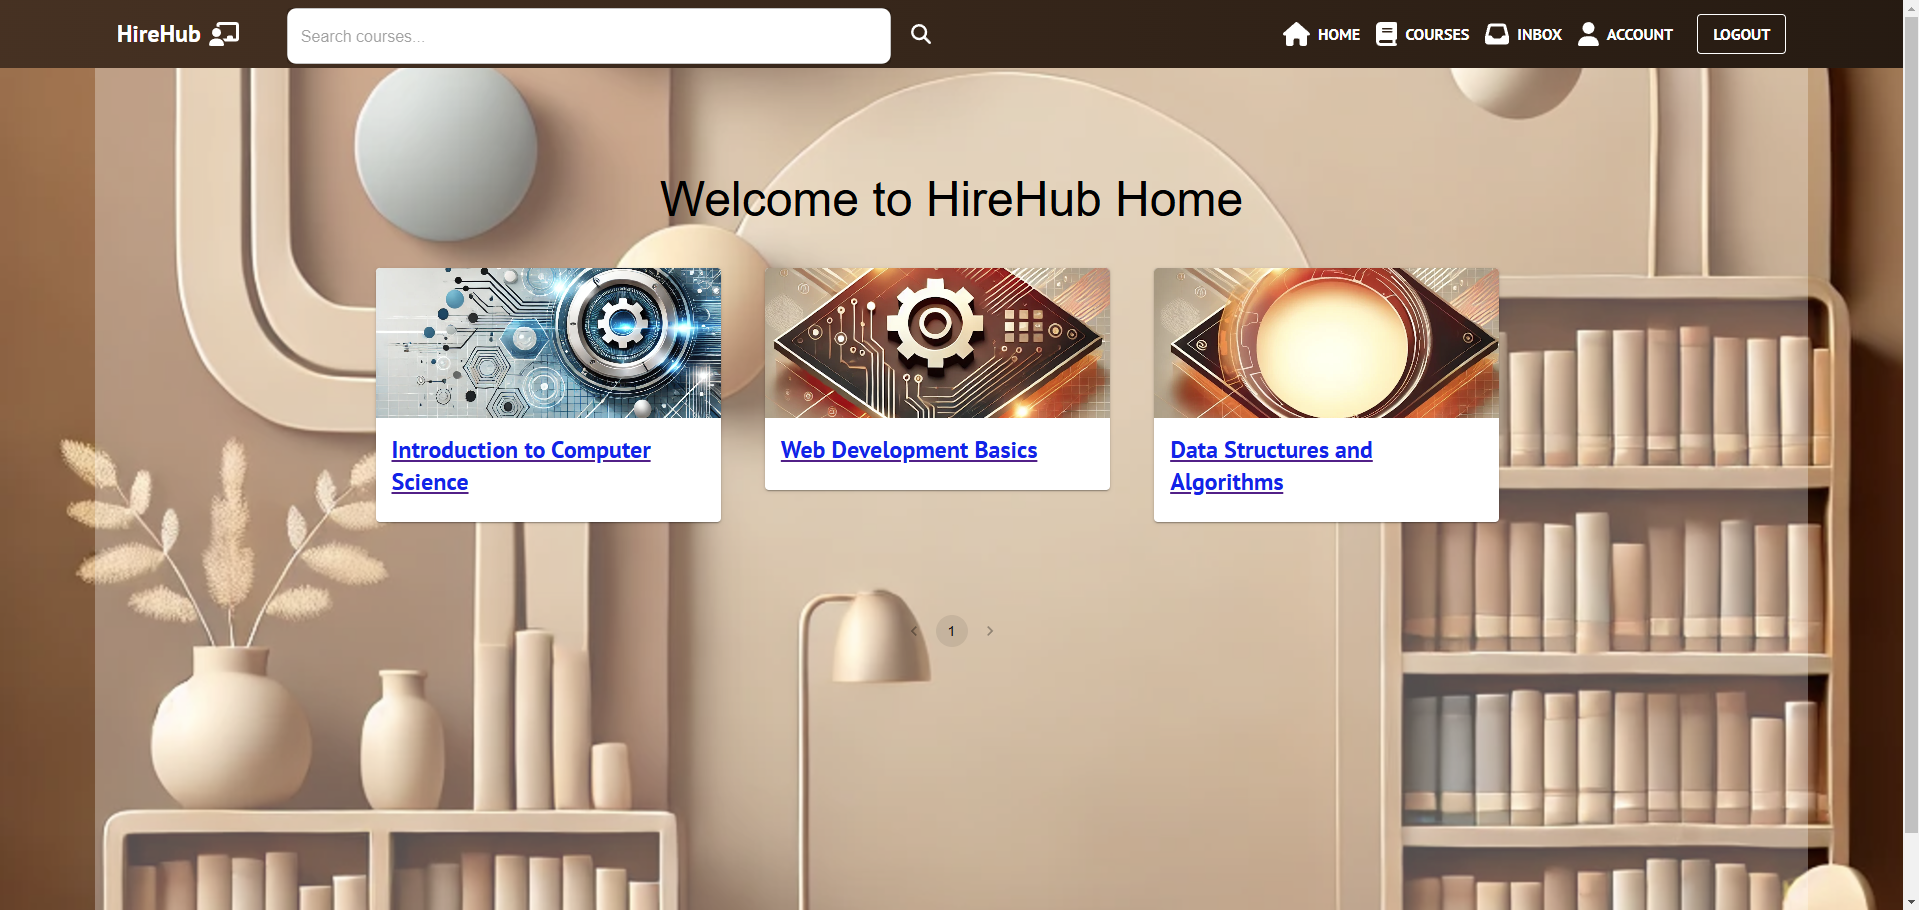 HireHub
Search courses...
HOME
COURSES
INBOX
ACCOUNT
LOGOUT
Welcome to HireHub Home
Introduction to Computer
Science
Web Development Basics
Data Structures and
Algorithms
1